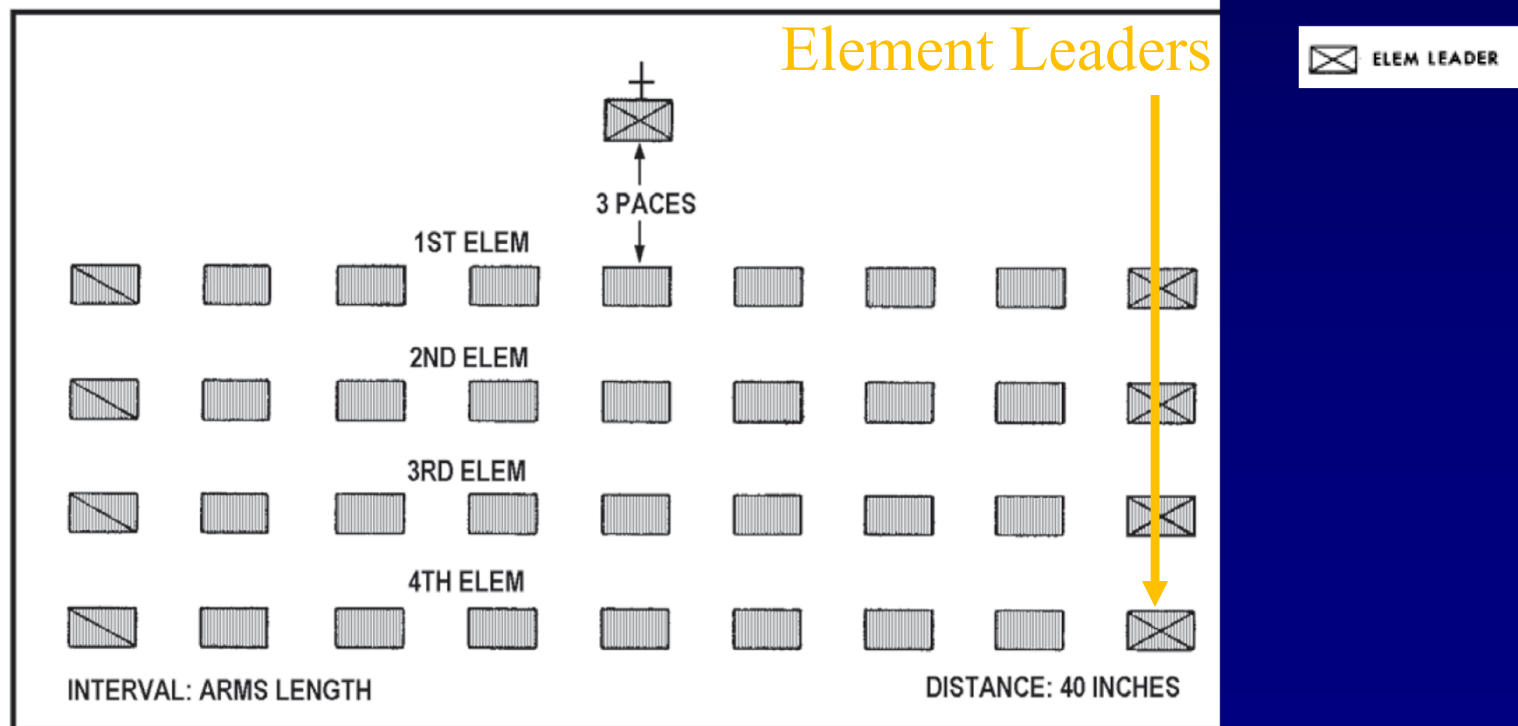 Element Leaders
ELEM LEADER
3 PACES
1ST ELEM
2ND ELEM
3RD ELEM
4TH ELEM
INTERVAL: ARMS LENGTH
DISTANCE: 40 INCHES